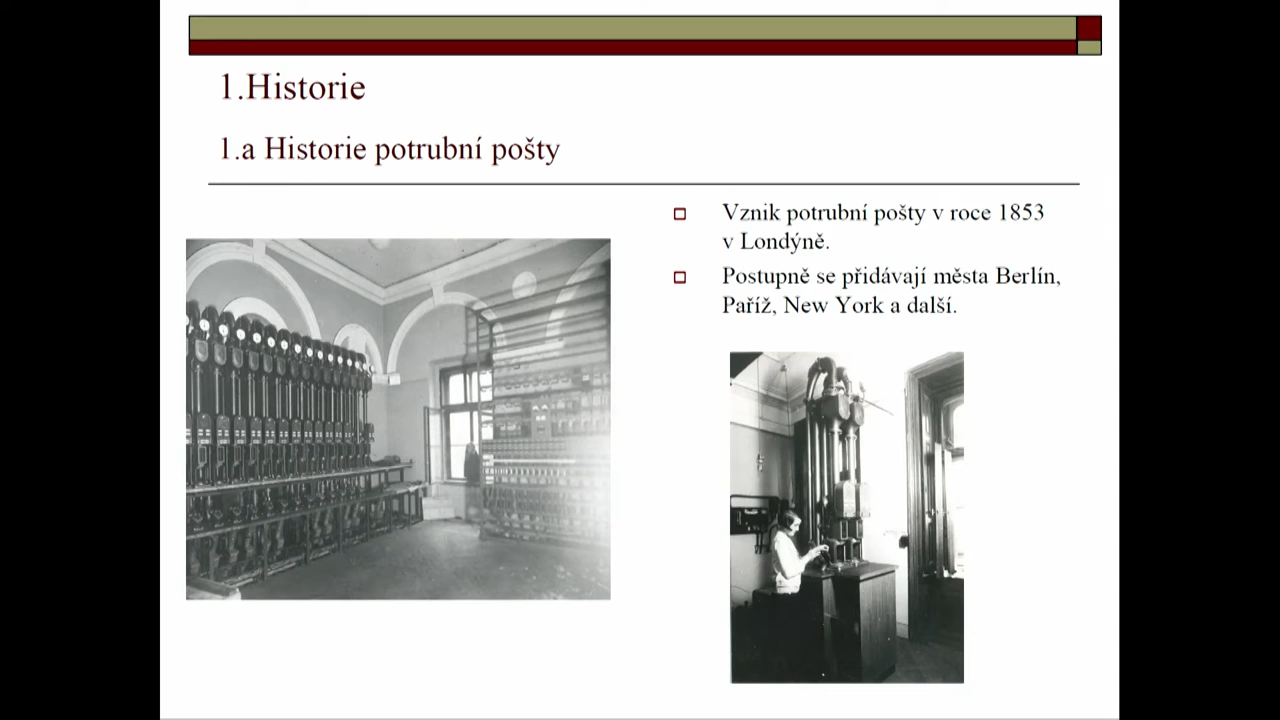 1.Historie
1.a Historie potrubní pošty
Vznik potrubní pošty v roce 1853
v Londýně.
Postupně se přidávají města Berlín,
Paříž, New York a další.